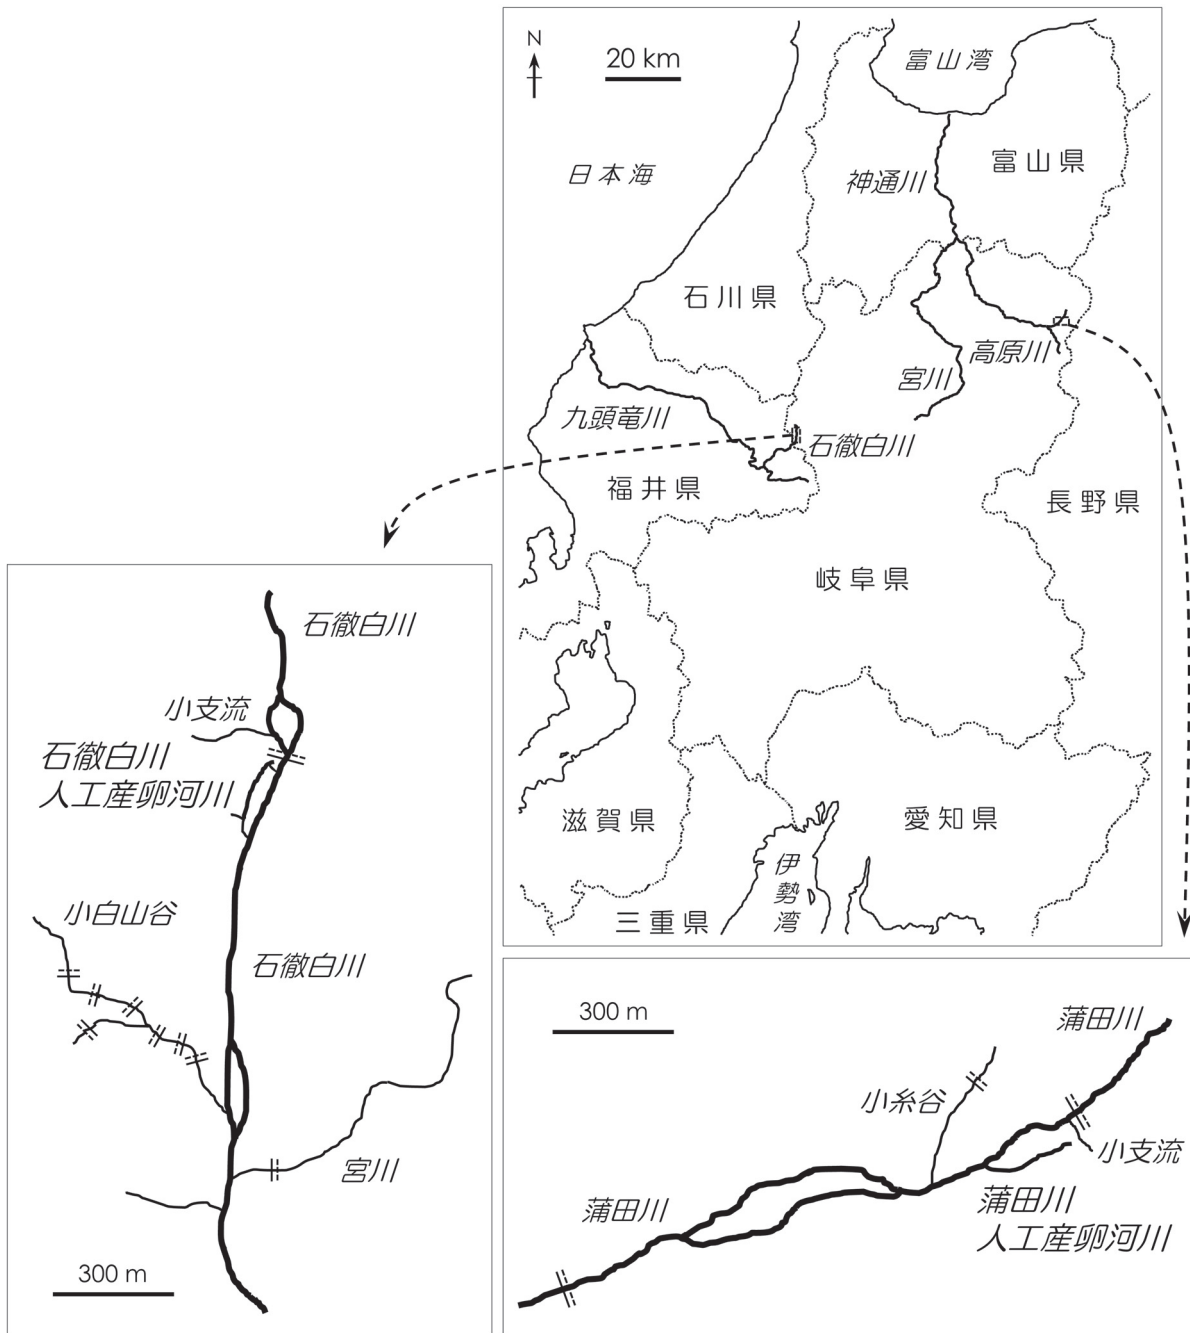 N
20 km
富山湾
日本海
神通川
富山県
石川県
高原川
宮川
九頭竜川
石徹白川
福井県
長野県
岐阜県
滋賀県
愛知県
伊勢湾
三重県
石徹白川
小支流
石徹白川
人工産卵河川
小白山谷
石徹白川
宮川
300 m
300 m
蒲田川
小糸谷
小支流
蒲田川
蒲田川
人工産卵河川